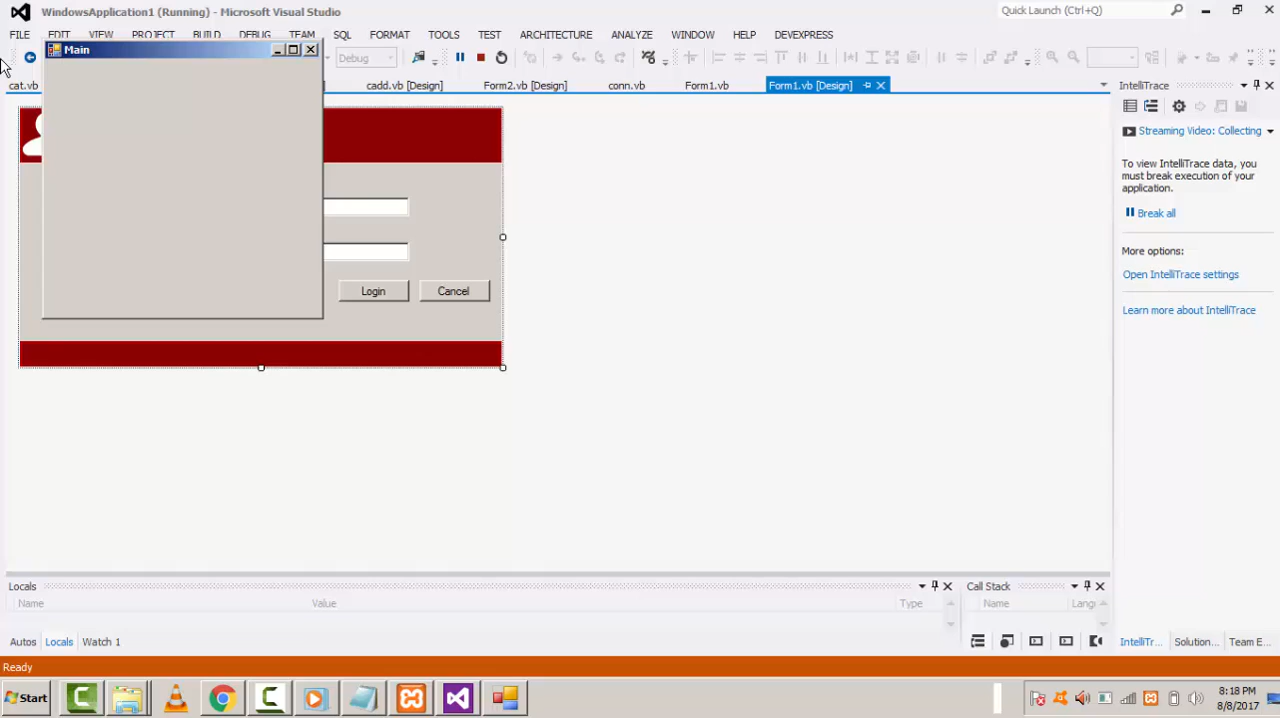 WindowsApplication1 (Running) - Microsoft Visual Studio
Quick Launch (Ctrl+Q)
FILE EDIT VIEW PROJECT BUILD DEBUG TEAM SQL FORMAT TOOLS TEST ARCHITECTURE ANALYZE WINDOW HELP DEVEXPRESS
Main
Debug
cat.vb cadd.vb [Design] Form2.vb [Design] conn.vb Form1.vb Form1.vb [Design]
IntelliTrace
Streaming Video: Collecting
To view IntelliTrace data, you
must break execution of your
application.
Break all
More options:
Open IntelliTrace settings
Learn more about IntelliTrace
Login Cancel
Locals
Name Value Type
Call Stack
Name Lang
Autos Locals Watch 1
IntelliTr... Solution... Team E...
Ready
Start
8:18 PM
8/8/2017